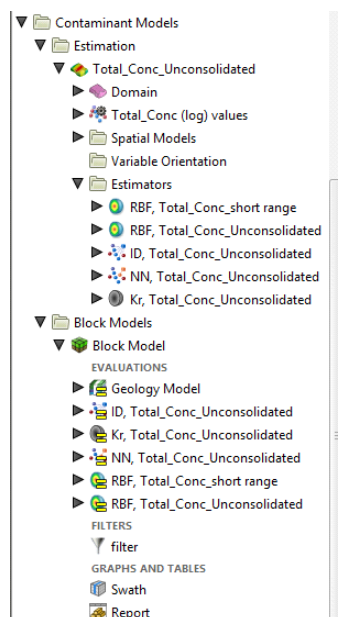 Contaminant Models
Estimation
Total_Conc_Unconsolidated
Domain
Total_Conc (log) values
Spatial Models
Variable Orientation
Estimators
RBF, Total_Conc_short range
RBF, Total_Conc_Unconsolidated
ID, Total_Conc_Unconsolidated
NN, Total_Conc_Unconsolidated
Kr, Total_Conc_Unconsolidated
Block Models
Block Model
EVALUATIONS
Geology Model
ID, Total_Conc_Unconsolidated
Kr, Total_Conc_Unconsolidated
NN, Total_Conc_Unconsolidated
RBF, Total_Conc_short range
RBF, Total_Conc_Unconsolidated
FILTERS
filter
GRAPHS AND TABLES
Swath
Report